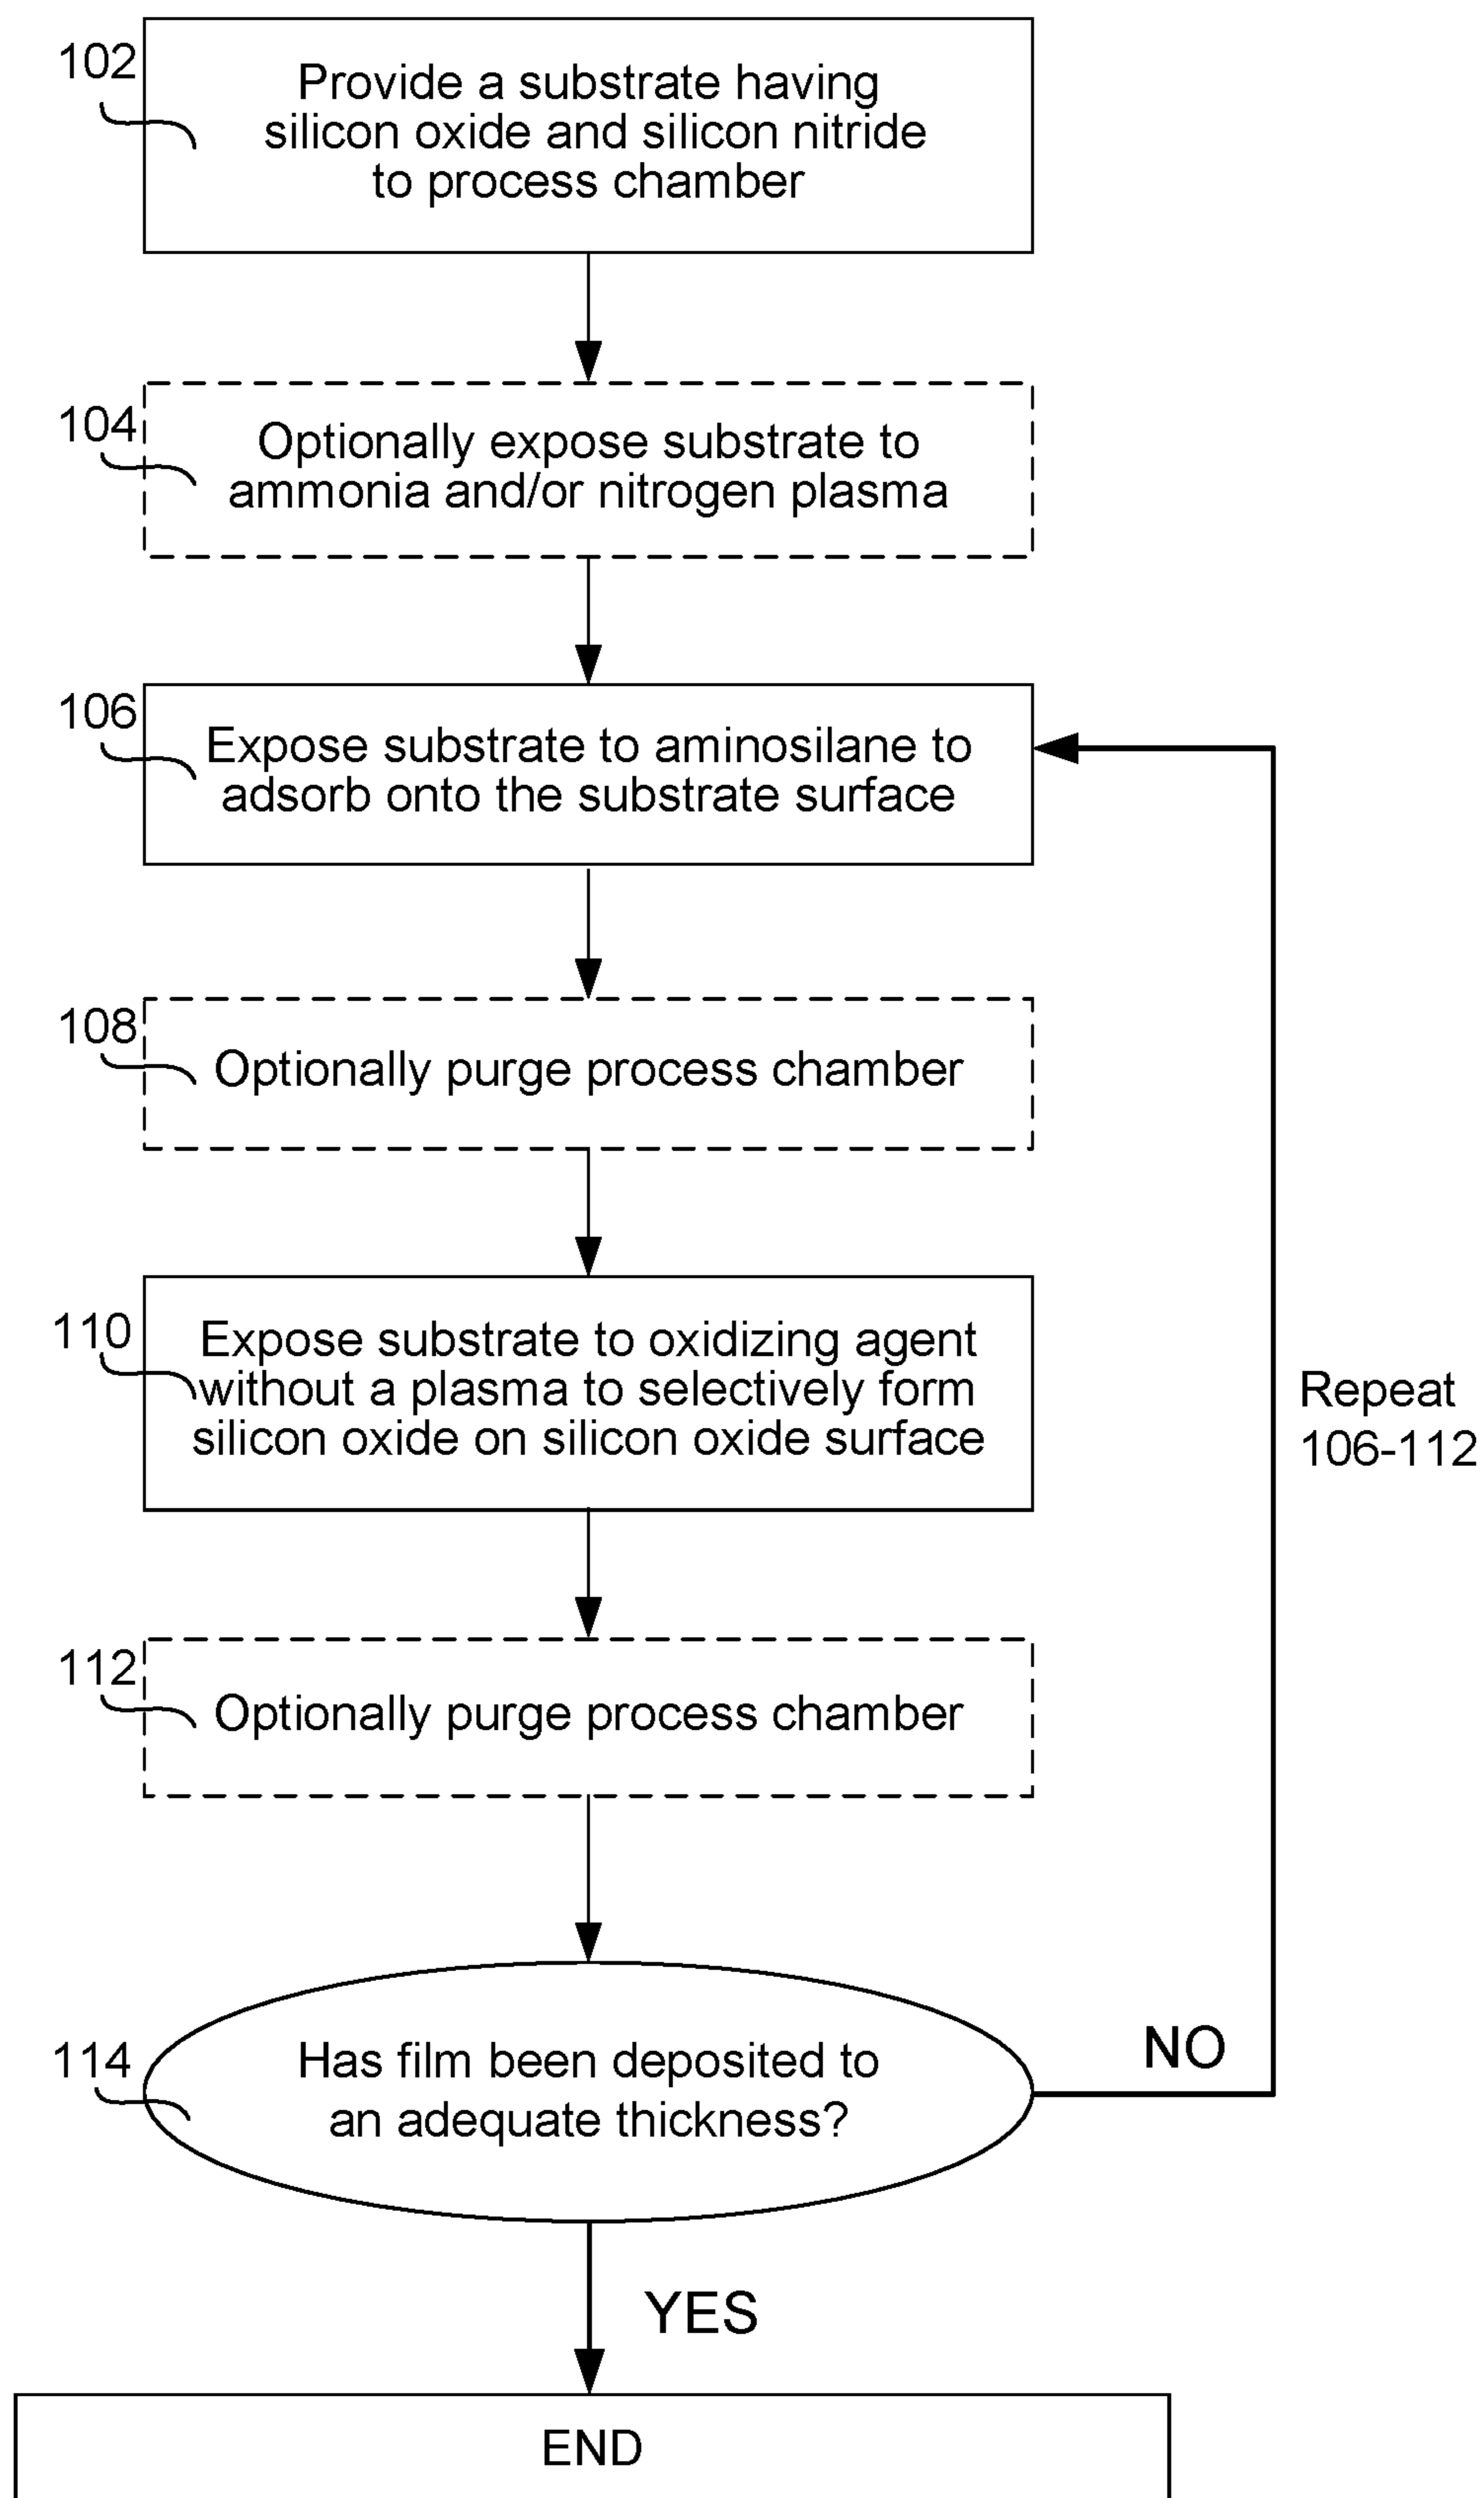 102
Provide a substrate having
silicon oxide and silicon nitride
to process chamber
104
Optionally expose substrate to
ammonia and/or nitrogen plasma
106
Expose substrate to aminosilane to
adsorb onto the substrate surface
108
Optionally purge process chamber
110
Expose substrate to oxidizing agent
without a plasma to selectively form
silicon oxide on silicon oxide surface
Repeat
106-112
112
Optionally purge process chamber
114
Has film been deposited to
an adequate thickness?
NO
YES
END